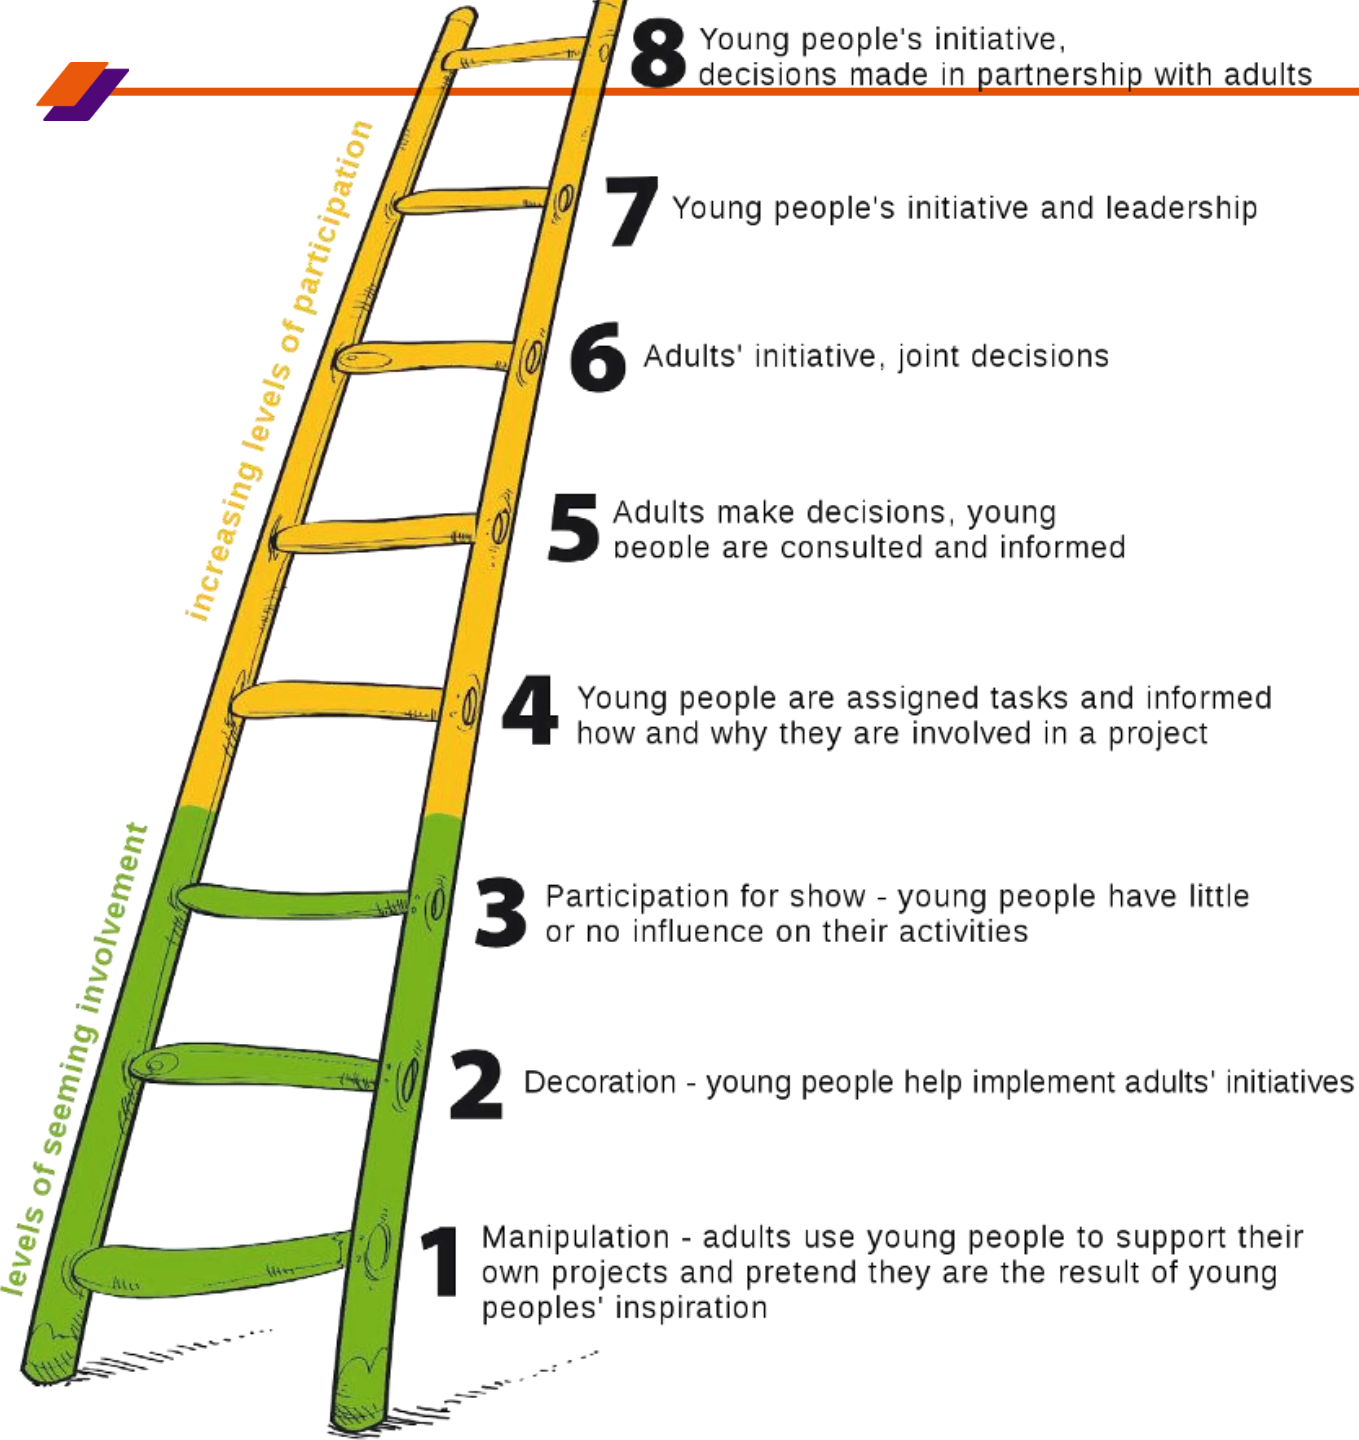 8 Young people's initiative,
decisions made in partnership with adults
increasing levels of participation
7 Young people's initiative and leadership
6 Adults' initiative, joint decisions
5 Adults make decisions, young
people are consulted and informed
4 Young people are assigned tasks and informed
how and why they are involved in a project
levels of seeming involvement
3 Participation for show - young people have little
or no influence on their activities
2 Decoration - young people help implement adults' initiatives
1 Manipulation - adults use young people to support their
own projects and pretend they are the result of young
peoples' inspiration